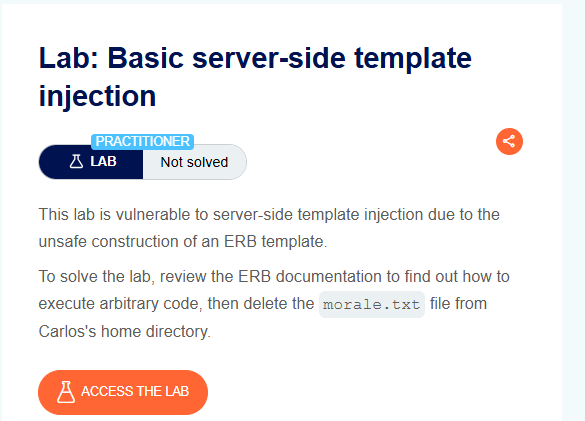 Lab: Basic server-side template
injection
PRACTITIONER
LAB
Not solved
This lab is vulnerable to server-side template injection due to the
unsafe construction of an ERB template.
To solve the lab, review the ERB documentation to find out how to
execute arbitrary code, then delete the morale.txt file from
Carlos's home directory.
ACCESS THE LAB